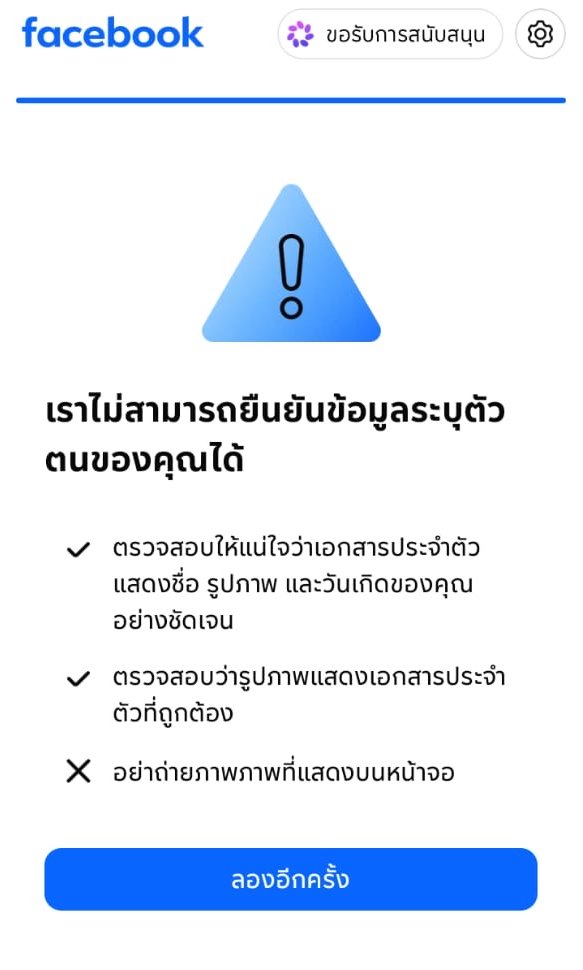 facebook
ขอรับการสนับสนุน
เราไม่สามารถยืนยันข้อมูลระบุตัว
ตนของคุณได้
ตรวจสอบให้แน่ใจว่าเอกสารประจำตัว
แสดงชื่อ รูปภาพ และวันเกิดของคุณ
อย่างชัดเจน
ตรวจสอบว่ารูปภาพแสดงเอกสารประจำ
ตัวที่ถูกต้อง
อย่าถ่ายภาพภาพที่แสดงบนหน้าจอ
ลองอีกครั้ง